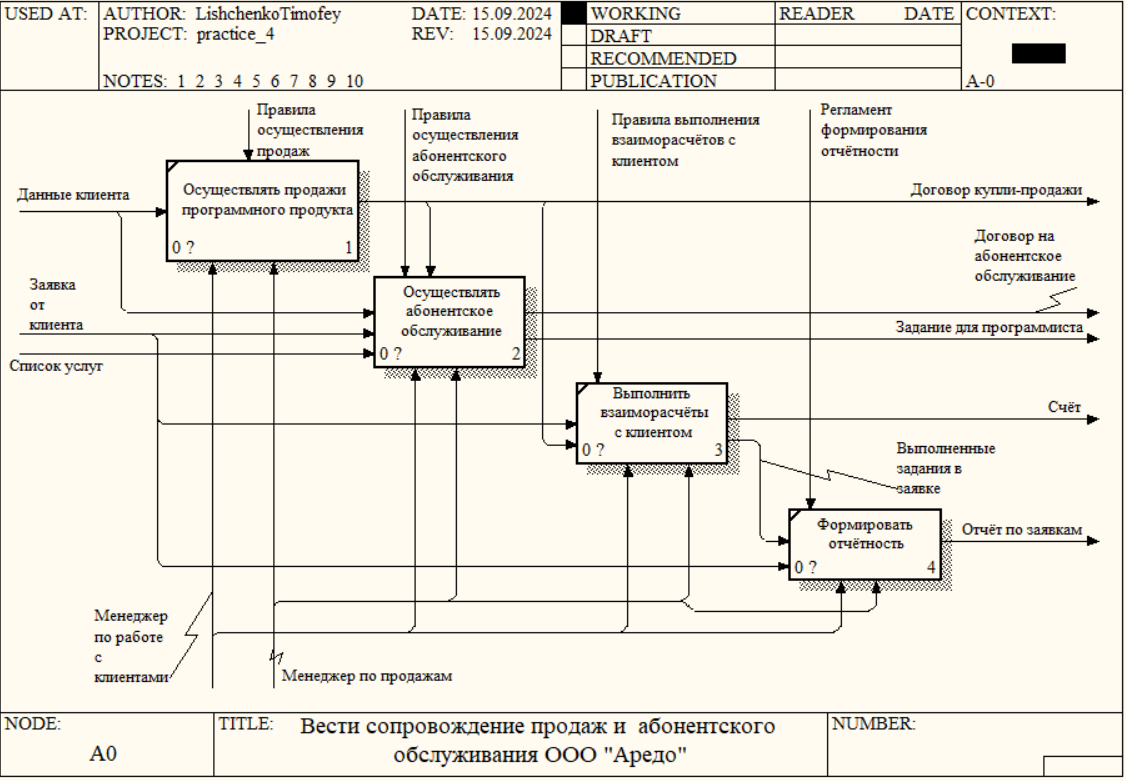 USED AT:
AUTHOR: LishchenkoTimofey
DATE: 15.09.2024
PROJECT: practice_4
REV: 15.09.2024
NOTES: 1 2 3 4 5 6 7 8 9 10
WORKING
DRAFT
RECOMMENDED
PUBLICATION
READER
DATE
CONTEXT:
A-0
Правила
осуществления
продаж
Правила
осуществления
абонентского
обслуживания
Правила выполнения
взаиморасчётов с
клиентом
Регламент
формирования
отчётности
Данные клиента
Осуществлять продажи
программного продукта
0 ?
1
Договор купли-продажи
Договор на
абонентское
обслуживание
Заявка
от
клиента
Осуществлять
абонентское
обслуживание
0 ?
2
Задание для программиста
Список услуг
Выполнить
взаиморасчёты
с клиентом
0 ?
3
Счёт
Выполненные
задания в
заявке
Формировать
отчётность
0 ?
4
Отчёт по заявкам
Менеджер
по работе
с
клиентами
Менеджер по продажам
NODE:
A0
TITLE:
Вести сопровождение продаж и абонентского
обслуживания ООО "Аредо"
NUMBER: